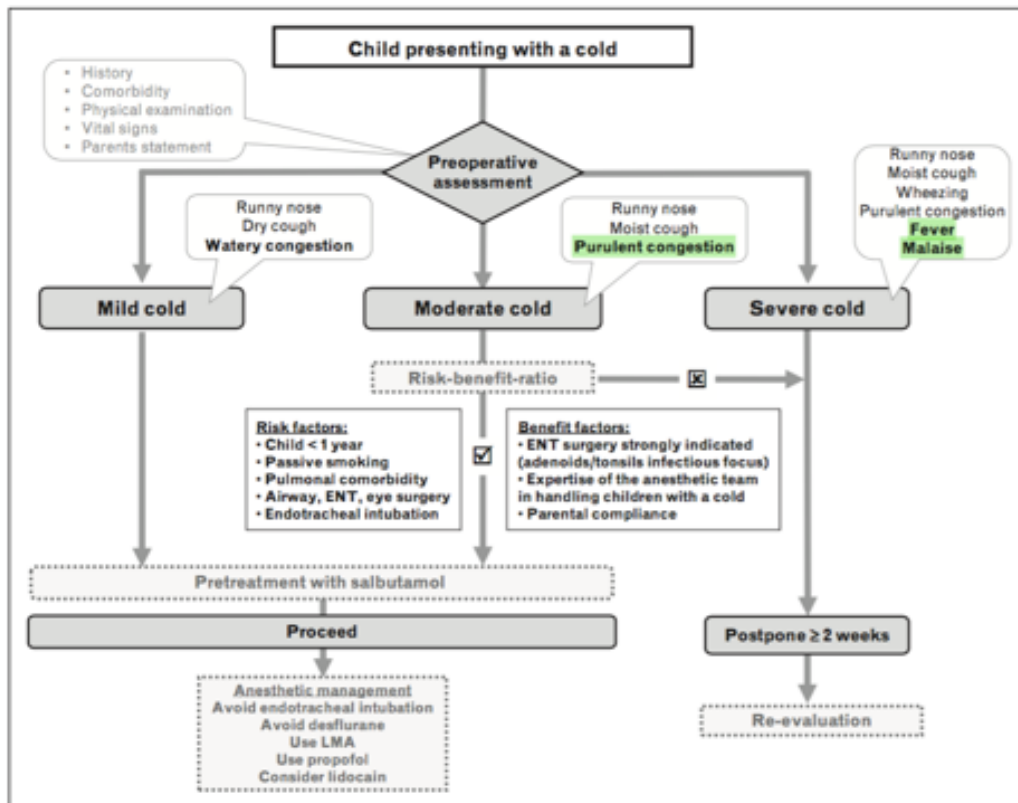 Child presenting with a cold
• History
• Comorbidity
• Physical examination
• Vital signs
• Parents statement
Preoperative
assessment
Runny nose
Dry cough
Watery congestion
Runny nose
Moist cough
Purulent congestion
Runny nose
Moist cough
Wheezing
Purulent congestion
Fever
Malaise
Mild cold
Moderate cold
Severe cold
Risk-benefit-ratio
Risk factors:
• Child < 1 year
• Passive smoking
• Pulmonal comorbidity
• Airway, ENT, eye surgery
• Endotracheal intubation
Benefit factors:
• ENT surgery strongly indicated
(adenoids/tonsils infectious focus)
• Expertise of the anesthetic team
in handling children with a cold
• Parental compliance
Pretreatment with salbutamol
Proceed
Postpone ≥ 2 weeks
Anesthetic management
Avoid endotracheal intubation
Avoid desflurane
Use LMA
Use propofol
Consider lidocain
Re-evaluation